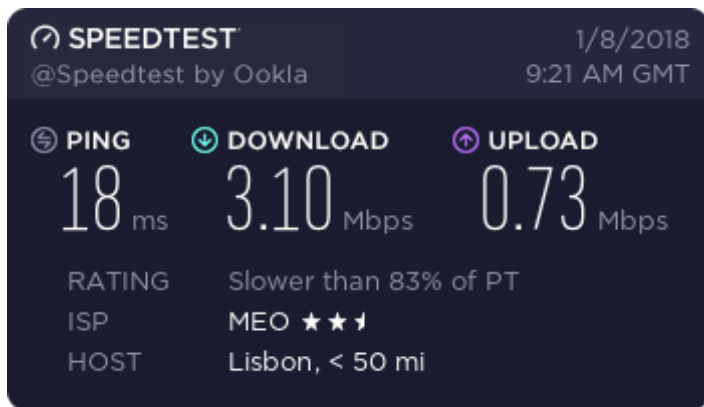 SPEEDTEST 1/8/2018
@Speedtest by Ookla 9:21 AM GMT
PING DOWNLOAD UPLOAD
18 ms 3.10 Mbps 0.73 Mbps
RATING Slower than 83% of PT
ISP MEO
HOST Lisbon, < 50 mi